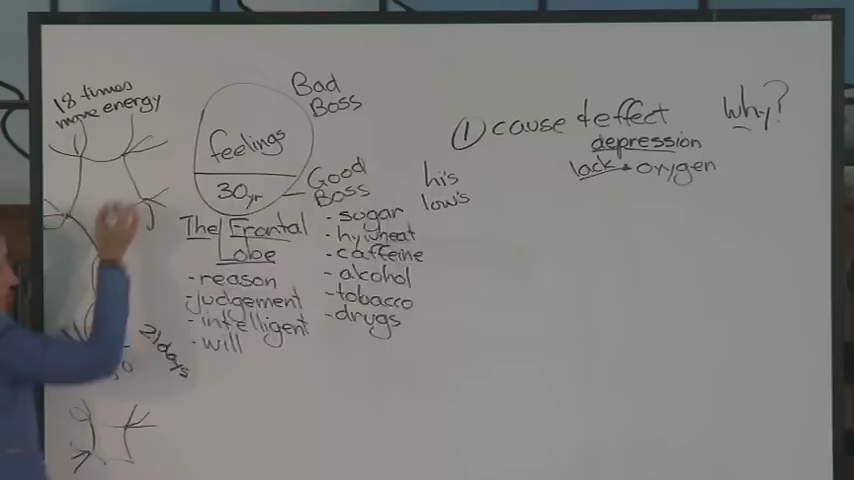 18 times
more energy
feelings
30yr
Bad
Boss
Good
Boss
The Frontal
Lobe
- reason
- judgement
- intelligent
- will
- sugar
- hy wheat
- caffeine
- alcohol
- tobacco
- drugs
21 days
hi's
low's
① cause & effect
depression
lack oxygen
Why?